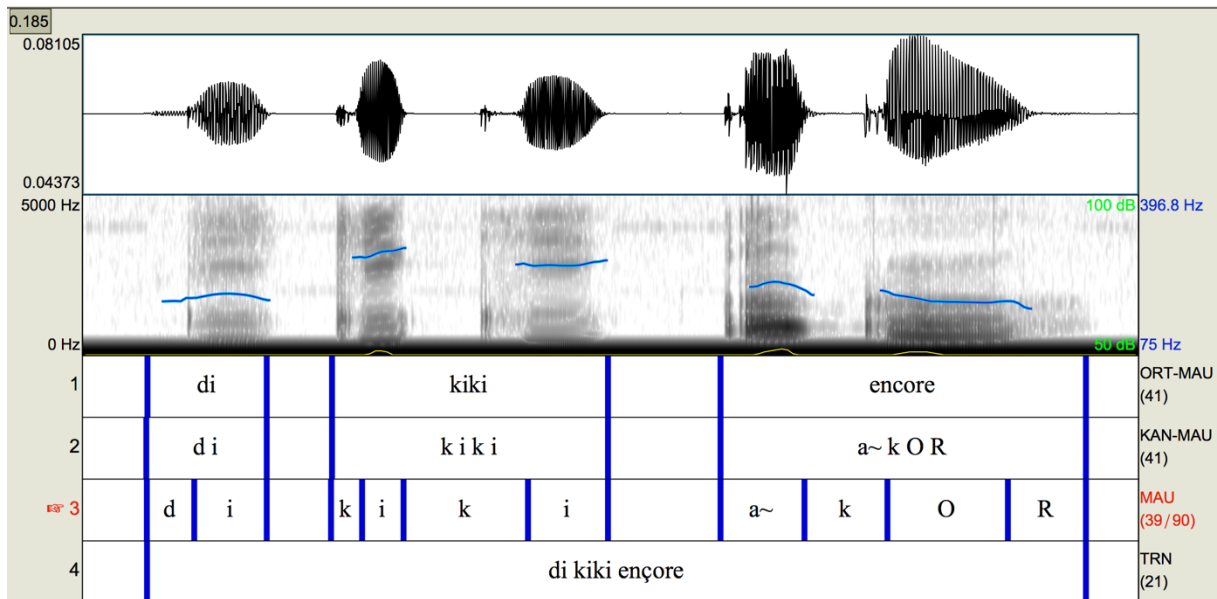 0.185
0.08105
0.04373
5000 Hz 100 dB 396.8 Hz
0 Hz 50 dB 75 Hz
1 di kiki encore ORT-MAU (41)
2 d i k i k i a~ k O R KAN-MAU (41)
☞ 3 d i k i k i a~ k O R MAU (39/90)
4 di kiki ençore TRN (21)